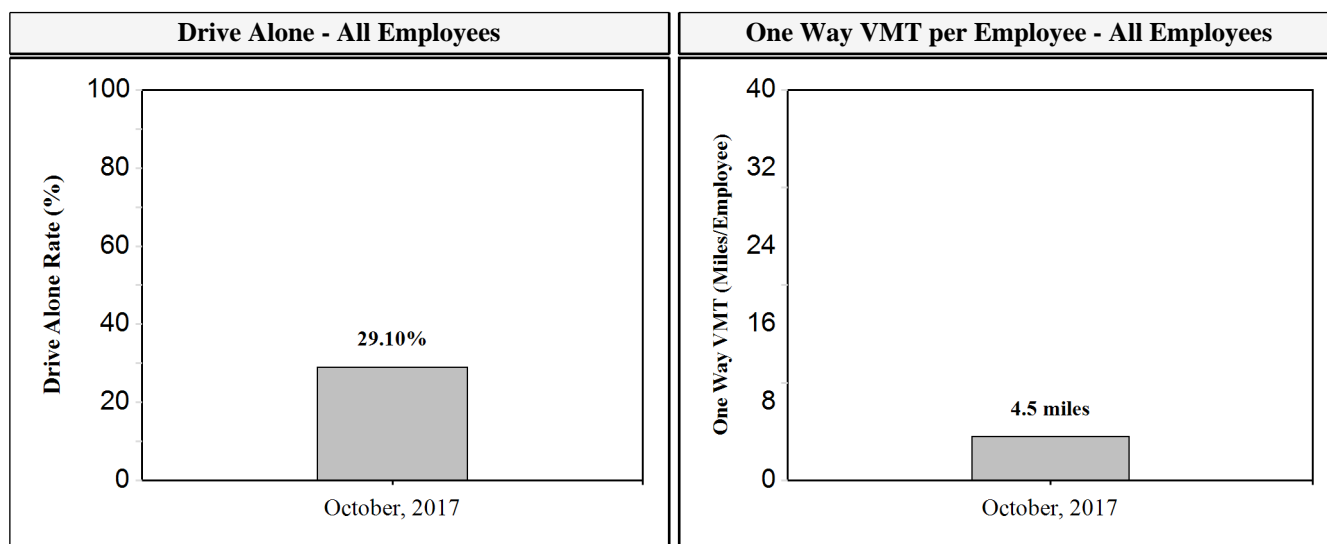 Drive Alone - All Employees
Drive Alone Rate (%)
100
80
60
40
20
0
29.10%
October, 2017
One Way VMT per Employee - All Employees
One Way VMT (Miles/Employee)
40
32
24
16
8
0
4.5 miles
October, 2017